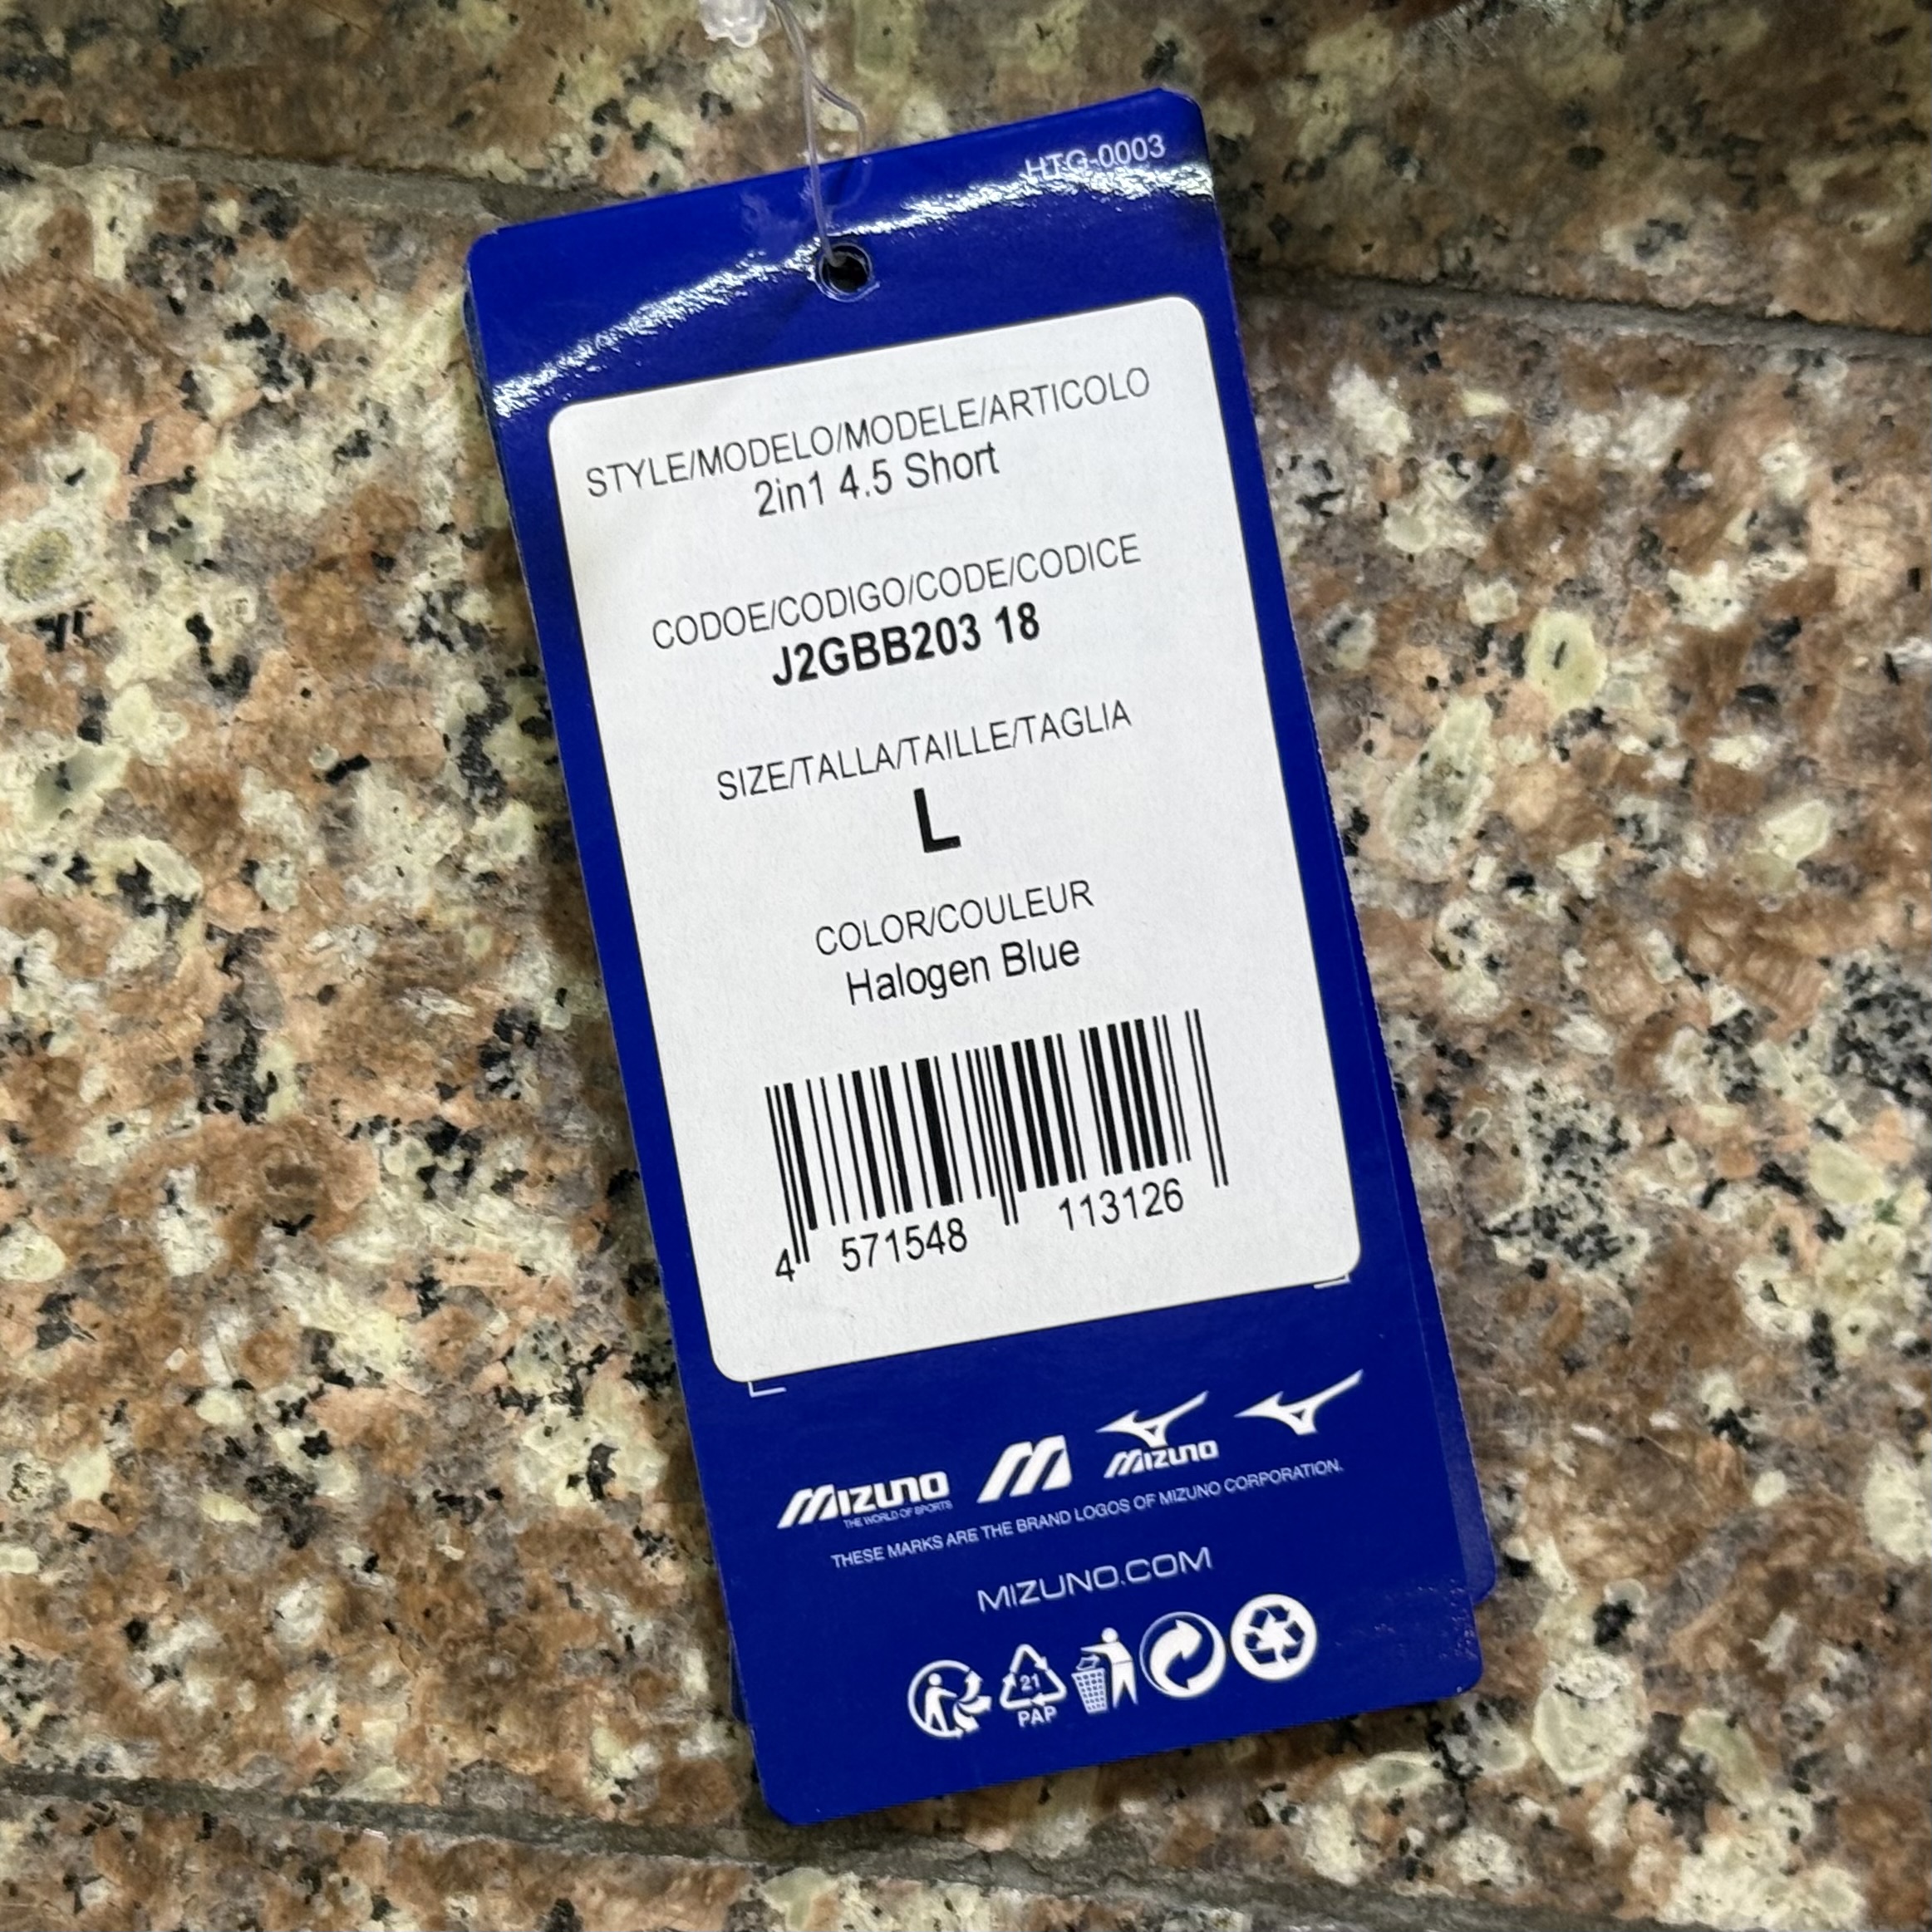 HTG-0003
STYLE/MODELO/MODELE/ARTICOLO
2in1 4.5 Short
CODOE/CODIGO/CODE/CODICE
J2GBB203 18
SIZE/TALLA/TAILLE/TAGLIA
L
COLOR/COULEUR
Halogen Blue
4 571548 113126
MIZUNO M MIZUNO
THE WORLD OF SPORTS
THESE MARKS ARE THE BRAND LOGOS OF MIZUNO CORPORATION.
MIZUNO.COM
21
PAP